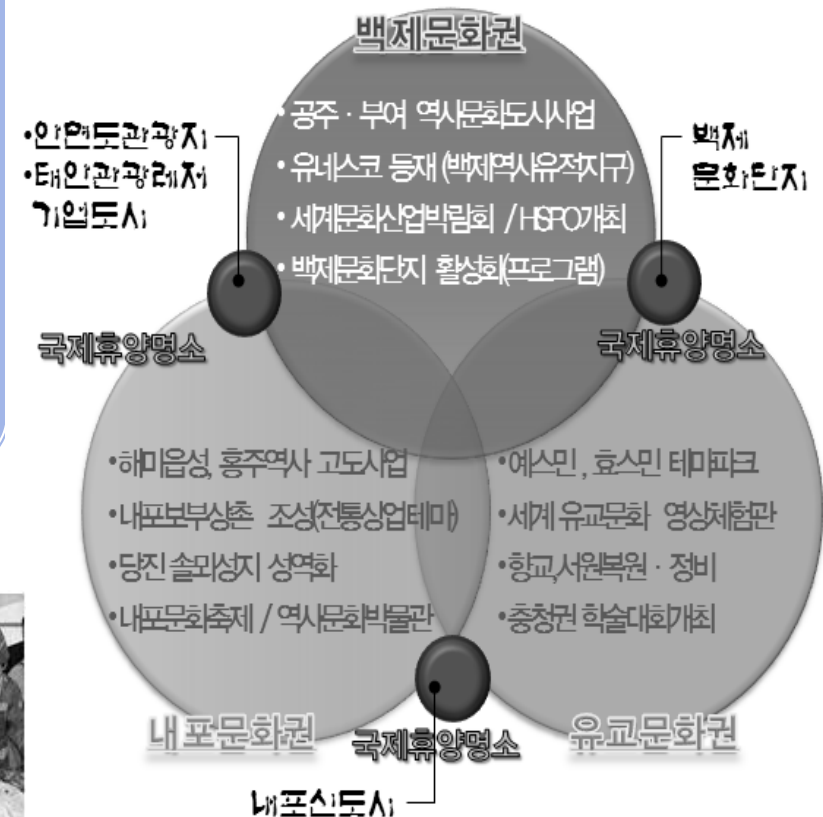 백제문화권
• 공주 · 부여 역사문화도시사업
• 유네스코 등재 (백제역사유적지구)
• 세계문화산업박림회 / HSPO개최
• 백제문화단지 활성화(프로그램)
•안면도관광지
•태안관광레저
기업도시
백제
문화단지
국제휴양명소
국제휴양명소
•해미읍성, 홍주역사 고도사업
•내포보부상촌 조성(전통상업테마)
•당진 솔뫼성지 성역화
•내포문화축제 / 역사문화박물관
•예스민, 효스민 테마파크
•세계 유교문화 영상체험관
•향교,서원복원 · 정비
•충청권 학술대회개최
내포문화권
국제휴양명소
유교문화권
내포신도시